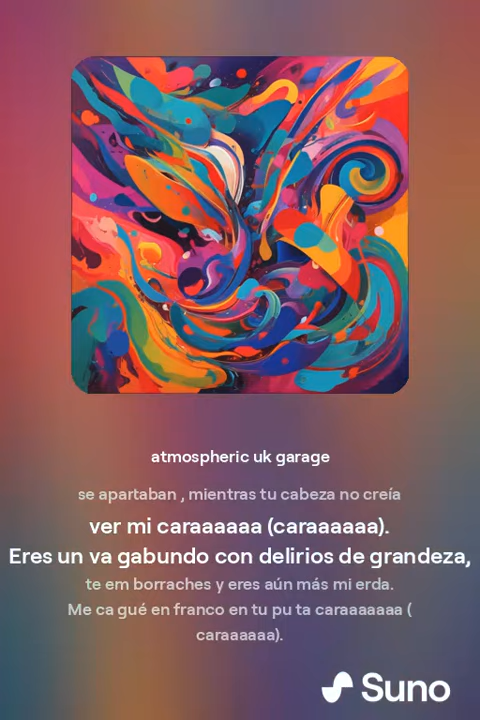 atmospheric uk garage
se apartaban , mientras tu cabeza no creía
ver mi caraaaaaa (caraaaaaa).
Eres un va gabundo con delirios de grandeza,
te em borraches y eres aún más mi erda.
Me ca gué en franco en tu pu ta caraaaaaaa (
caraaaaaa).
Suno